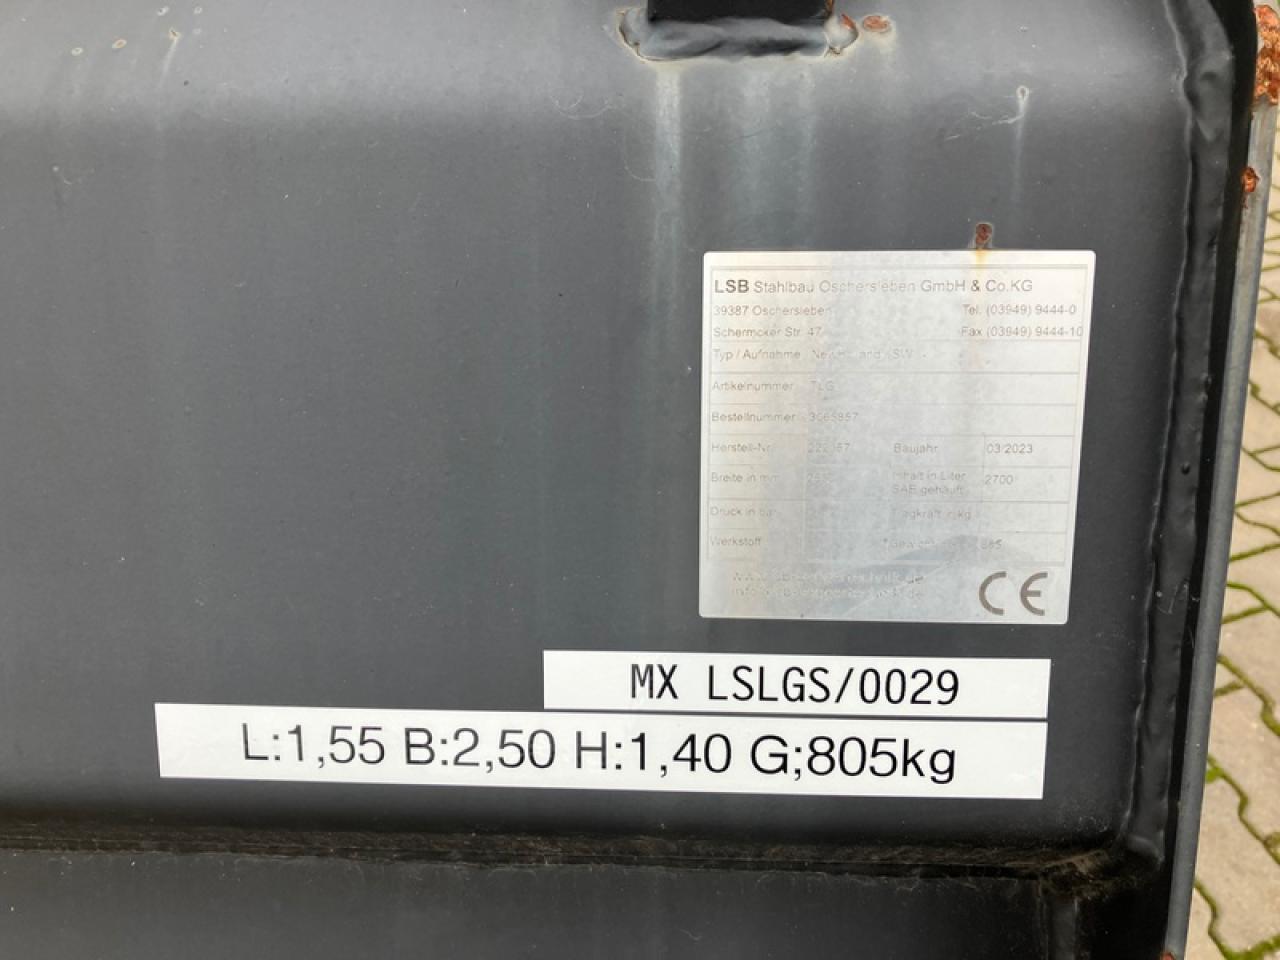 LSB Stahlbau Oschersleben GmbH & Co.KG
39387 Oschersleben Tel. (03949) 9444-0
Schermcker Str. 47 Fax (03949) 9444-10
Typ / Aufnahme
Artikelnummer
Bestellnummer
Herstell-Nr. Baujahr 03/2023
Breite in mm Inhalt in Liter 2700
SAE gehäuft
Druck in bar Tragkraft in kg
Werkstoff
CE
MX LSLGS/0029
L:1,55 B:2,50 H:1,40 G;805kg